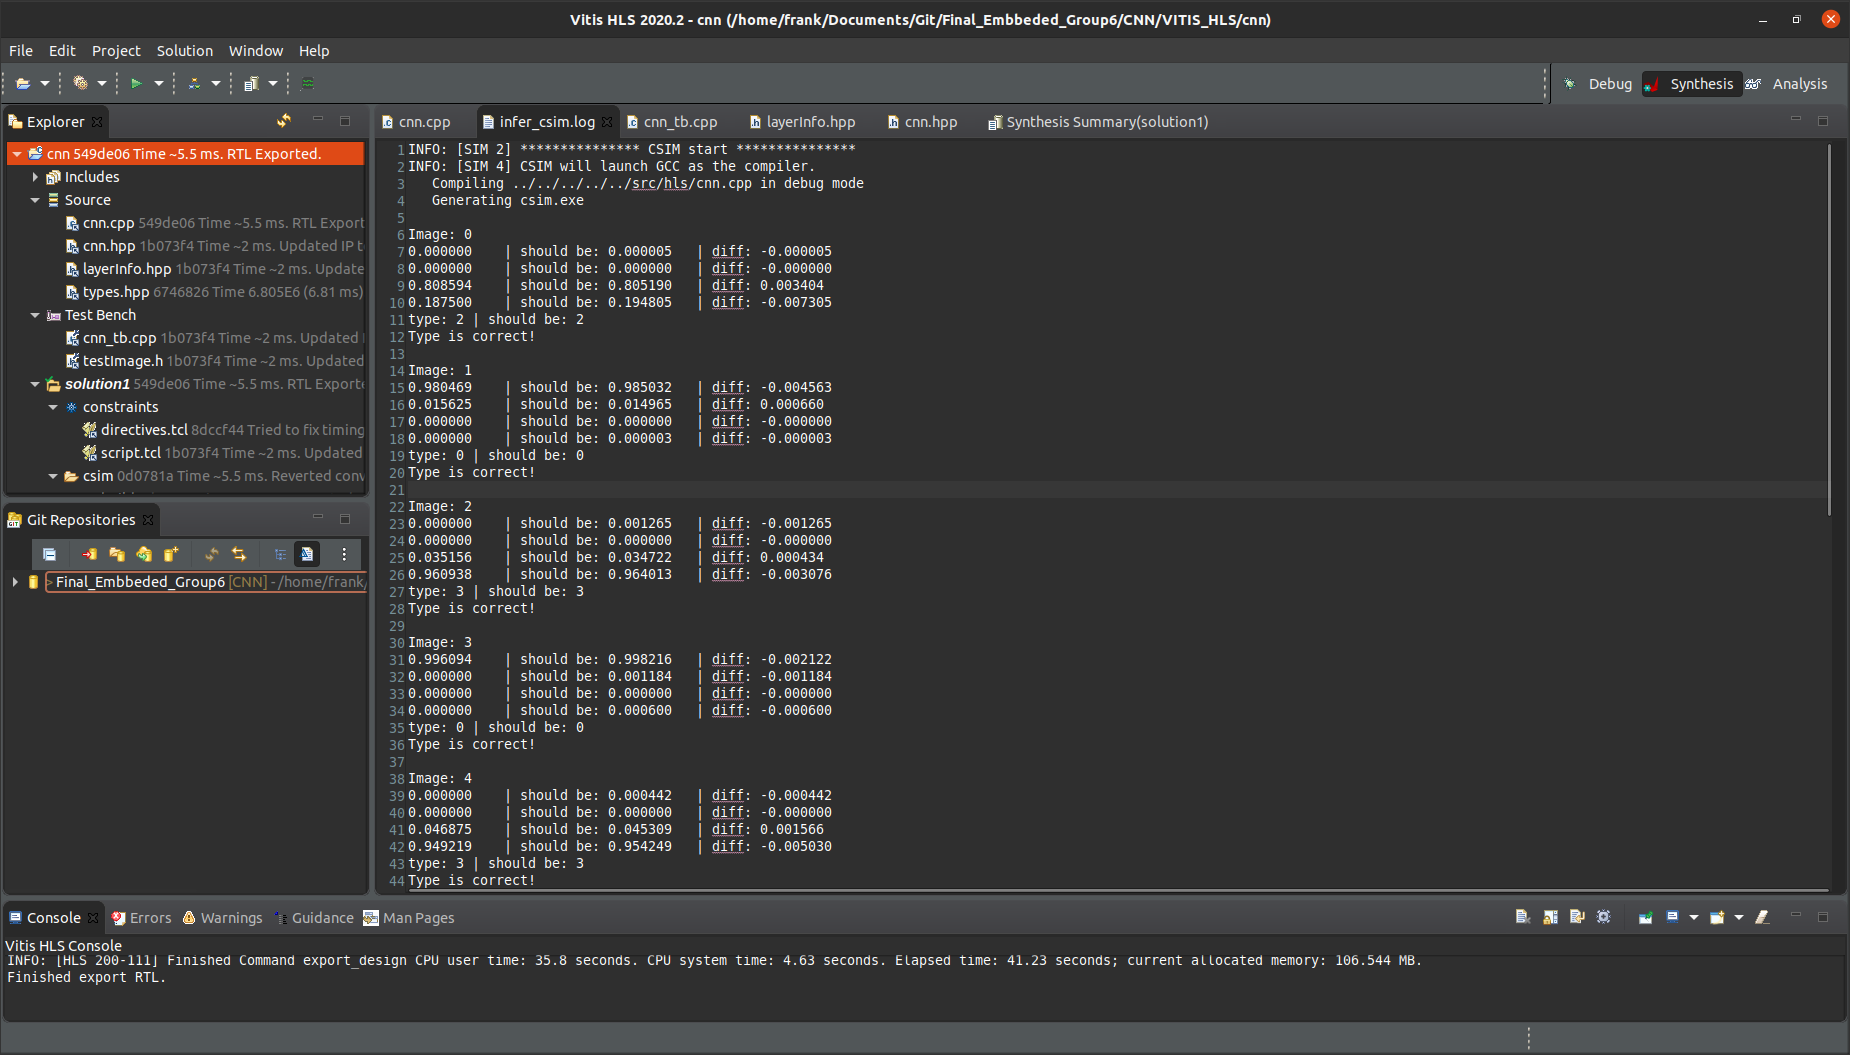 Vitis HLS 2020.2 - cnn (/home/frank/Documents/Git/Final_Embbeded_Group6/CNN/VITIS_HLS/cnn)
File Edit Project Solution Window Help
Debug Synthesis Analysis
Explorer
cnn 549de06 Time ~5.5 ms. RTL Exported.
Includes
Source
cnn.cpp 549de06 Time ~5.5 ms. RTL Export
cnn.hpp 1b073f4 Time ~2 ms. Updated IP t
layerInfo.hpp 1b073f4 Time ~2 ms. Update
types.hpp 6746826 Time 6.805E6 (6.81 ms)
Test Bench
cnn_tb.cpp 1b073f4 Time ~2 ms. Updated
testImage.h 1b073f4 Time ~2 ms. Updated
solution1 549de06 Time ~5.5 ms. RTL Exporte
constraints
directives.tcl 8dccf44 Tried to fix timing
script.tcl 1b073f4 Time ~2 ms. Updated
csim 0d0781a Time ~5.5 ms. Reverted conv
Git Repositories
> Final_Embbeded_Group6 [CNN] - /home/frank/
cnn.cpp infer_csim.log cnn_tb.cpp layerInfo.hpp cnn.hpp Synthesis Summary(solution1)
1 INFO: [SIM 2] *************** CSIM start ***************
2 INFO: [SIM 4] CSIM will launch GCC as the compiler.
3 Compiling ../../../../../src/hls/cnn.cpp in debug mode
4 Generating csim.exe
5
6 Image: 0
7 0.000000 | should be: 0.000005 | diff: -0.000005
8 0.000000 | should be: 0.000000 | diff: -0.000000
9 0.808594 | should be: 0.805190 | diff: 0.003404
10 0.187500 | should be: 0.194805 | diff: -0.007305
11 type: 2 | should be: 2
12 Type is correct!
13
14 Image: 1
15 0.980469 | should be: 0.985032 | diff: -0.004563
16 0.015625 | should be: 0.014965 | diff: 0.000660
17 0.000000 | should be: 0.000000 | diff: -0.000000
18 0.000000 | should be: 0.000003 | diff: -0.000003
19 type: 0 | should be: 0
20 Type is correct!
21
22 Image: 2
23 0.000000 | should be: 0.001265 | diff: -0.001265
24 0.000000 | should be: 0.000000 | diff: -0.000000
25 0.035156 | should be: 0.034722 | diff: 0.000434
26 0.960938 | should be: 0.964013 | diff: -0.003076
27 type: 3 | should be: 3
28 Type is correct!
29
30 Image: 3
31 0.996094 | should be: 0.998216 | diff: -0.002122
32 0.000000 | should be: 0.001184 | diff: -0.001184
33 0.000000 | should be: 0.000000 | diff: -0.000000
34 0.000000 | should be: 0.000600 | diff: -0.000600
35 type: 0 | should be: 0
36 Type is correct!
37
38 Image: 4
39 0.000000 | should be: 0.000442 | diff: -0.000442
40 0.000000 | should be: 0.000000 | diff: -0.000000
41 0.046875 | should be: 0.045309 | diff: 0.001566
42 0.949219 | should be: 0.954249 | diff: -0.005030
43 type: 3 | should be: 3
44 Type is correct!
Console Errors Warnings Guidance Man Pages
Vitis HLS Console
INFO: [HLS 200-111] Finished Command export_design CPU user time: 35.8 seconds. CPU system time: 4.63 seconds. Elapsed time: 41.23 seconds; current allocated memory: 106.544 MB.
Finished export RTL.